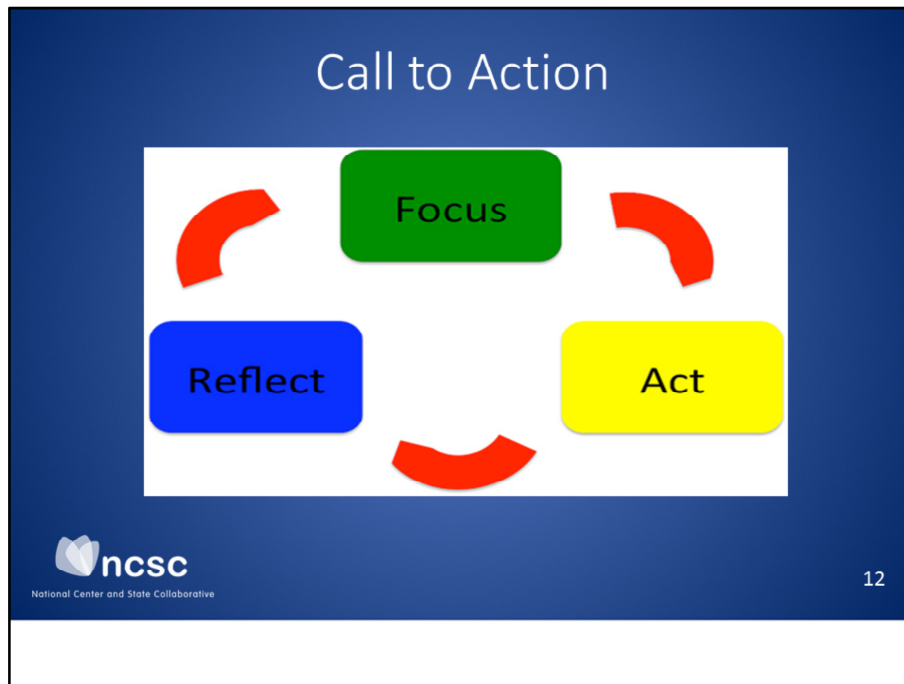 Call to Action
Focus
Reflect
Act
ncsc
National Center and State Collaborative
12